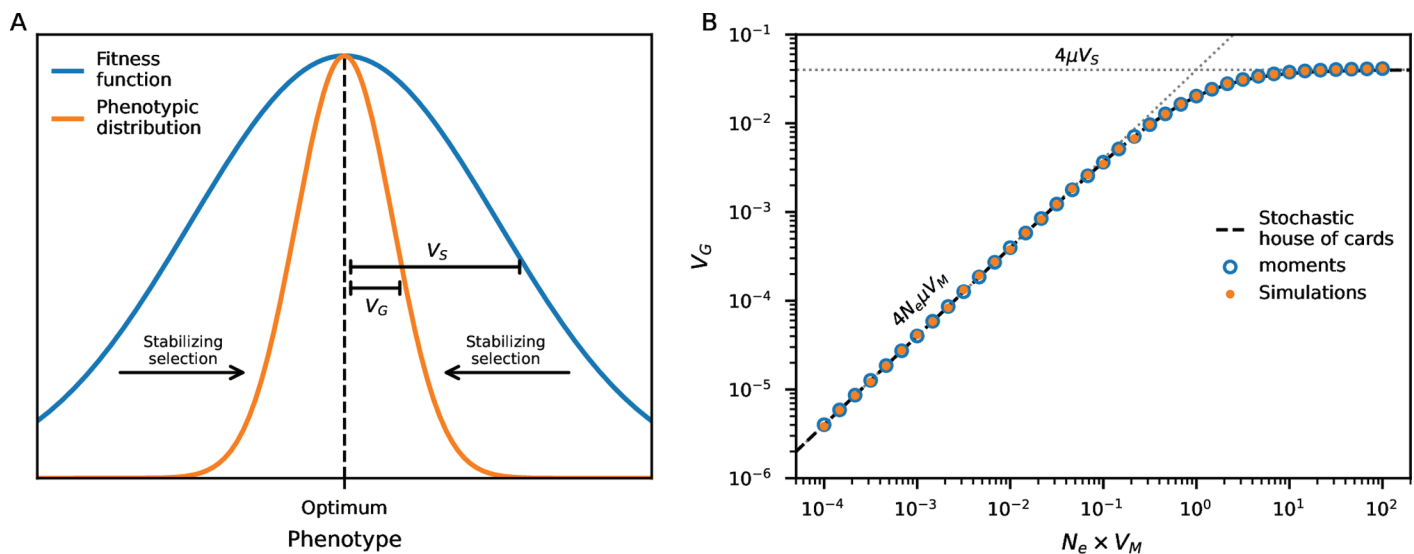 A
Fitness
function
Phenotypic
distribution
V_S
V_G
Stabilizing
selection
Stabilizing
selection
Optimum
Phenotype
B
10^-1
10^-2
10^-3
10^-4
10^-5
10^-6
V_G
4μV_S
4N_eμV_M
Stochastic
house of cards
moments
Simulations
10^-4
10^-3
10^-2
10^-1
10^0
10^1
10^2
N_e × V_M